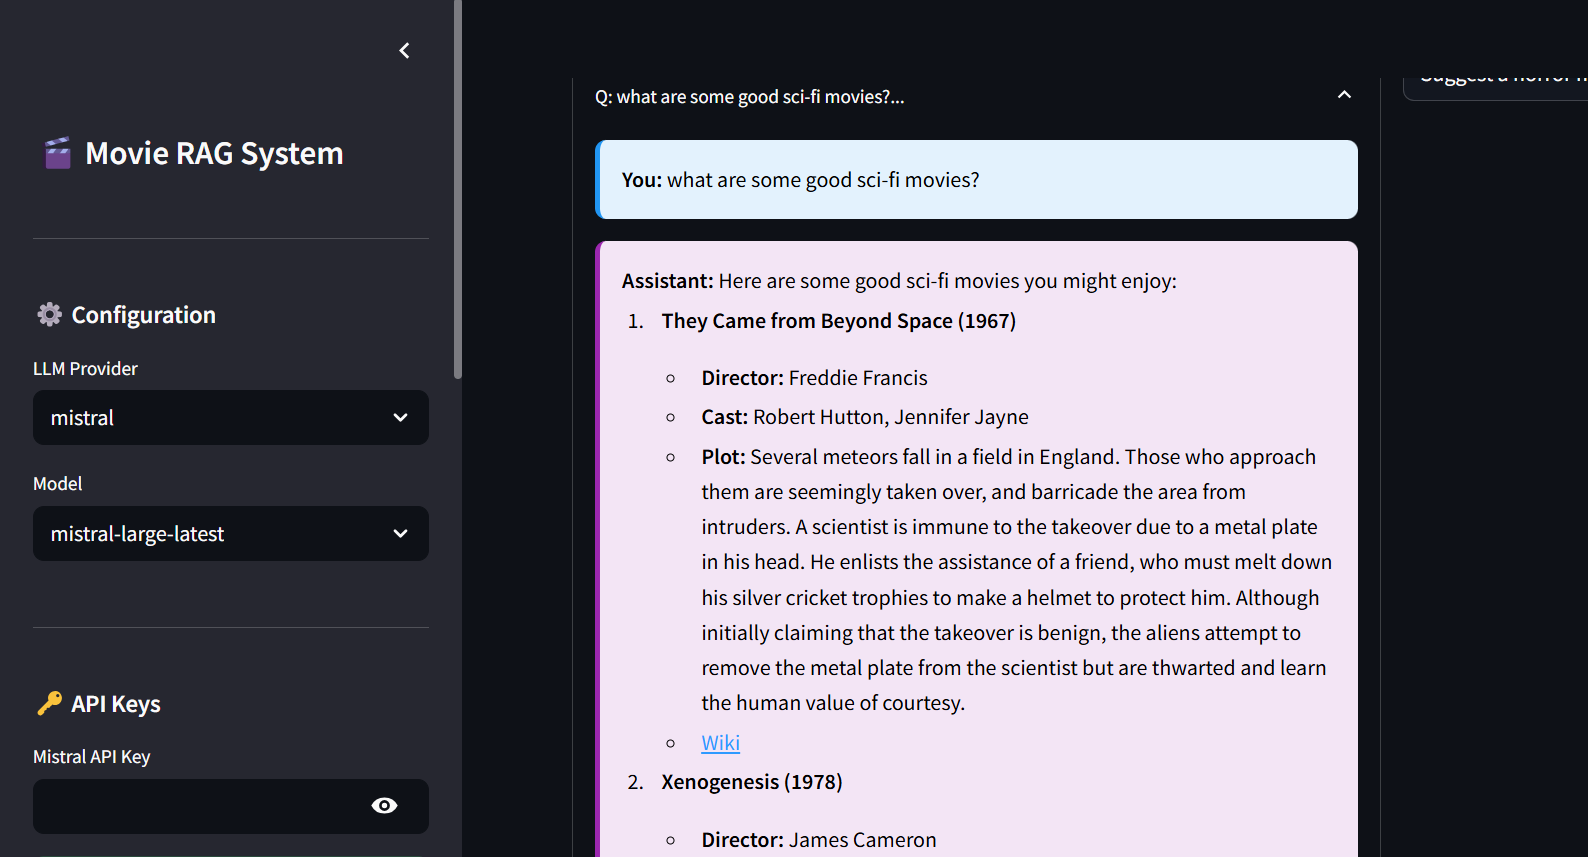 Movie RAG System
Configuration
LLM Provider
mistral
Model
mistral-large-latest
API Keys
Mistral API Key
Q: what are some good sci-fi movies?...
You: what are some good sci-fi movies?
Assistant: Here are some good sci-fi movies you might enjoy:
1. They Came from Beyond Space (1967)
Director: Freddie Francis
Cast: Robert Hutton, Jennifer Jayne
Plot: Several meteors fall in a field in England. Those who approach
them are seemingly taken over, and barricade the area from
intruders. A scientist is immune to the takeover due to a metal plate
in his head. He enlists the assistance of a friend, who must melt down
his silver cricket trophies to make a helmet to protect him. Although
initially claiming that the takeover is benign, the aliens attempt to
remove the metal plate from the scientist but are thwarted and learn
the human value of courtesy.
Wiki
2. Xenogenesis (1978)
Director: James Cameron
Suggest a horror